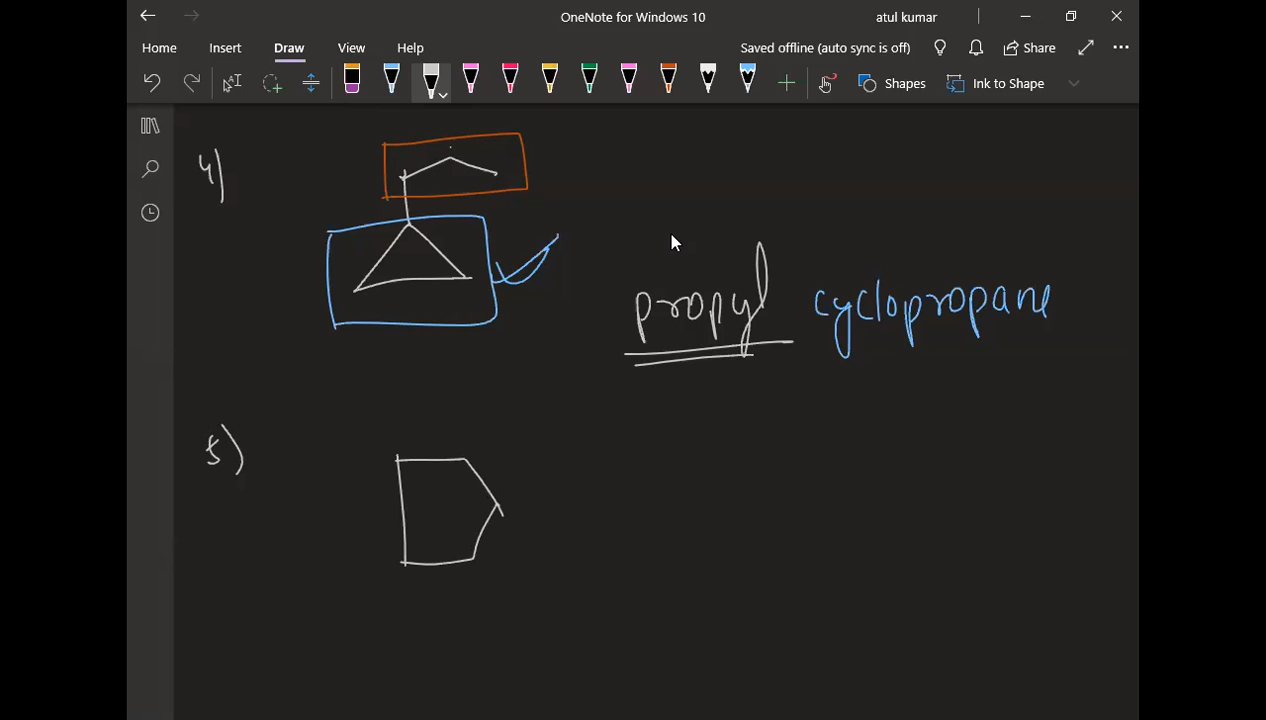 OneNote for Windows 10
atul kumar
Home Insert Draw View Help
Saved offline (auto sync is off)
Share
Shapes
Ink to Shape
4)
propyl cyclopropane
5)